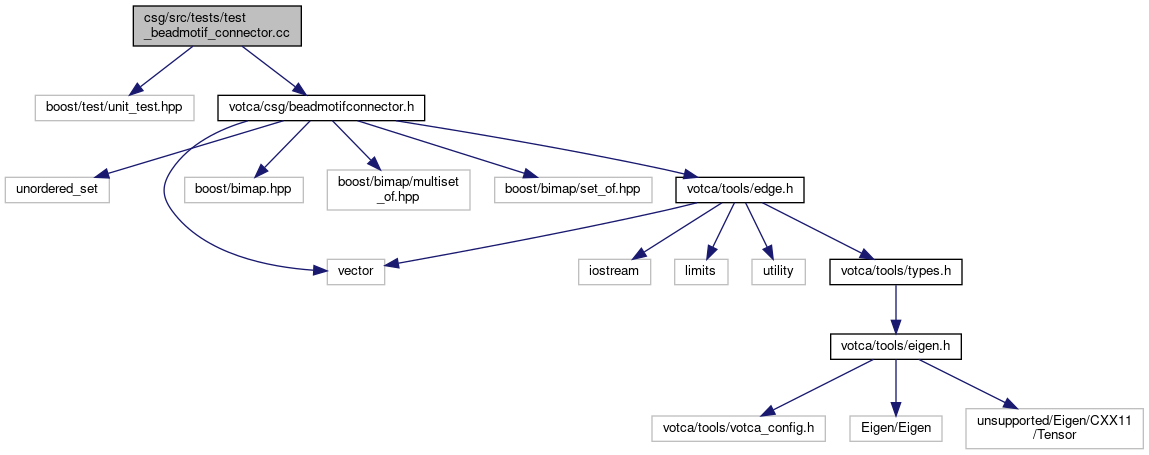 csg/src/tests/test
_beadmotif_connector.cc
boost/test/unit_test.hpp
votca/csg/beadmotifconnector.h
unordered_set
boost/bimap.hpp
boost/bimap/multiset
_of.hpp
boost/bimap/set_of.hpp
votca/tools/edge.h
vector
iostream
limits
utility
votca/tools/types.h
votca/tools/eigen.h
votca/tools/votca_config.h
Eigen/Eigen
unsupported/Eigen/CXX11
/Tensor